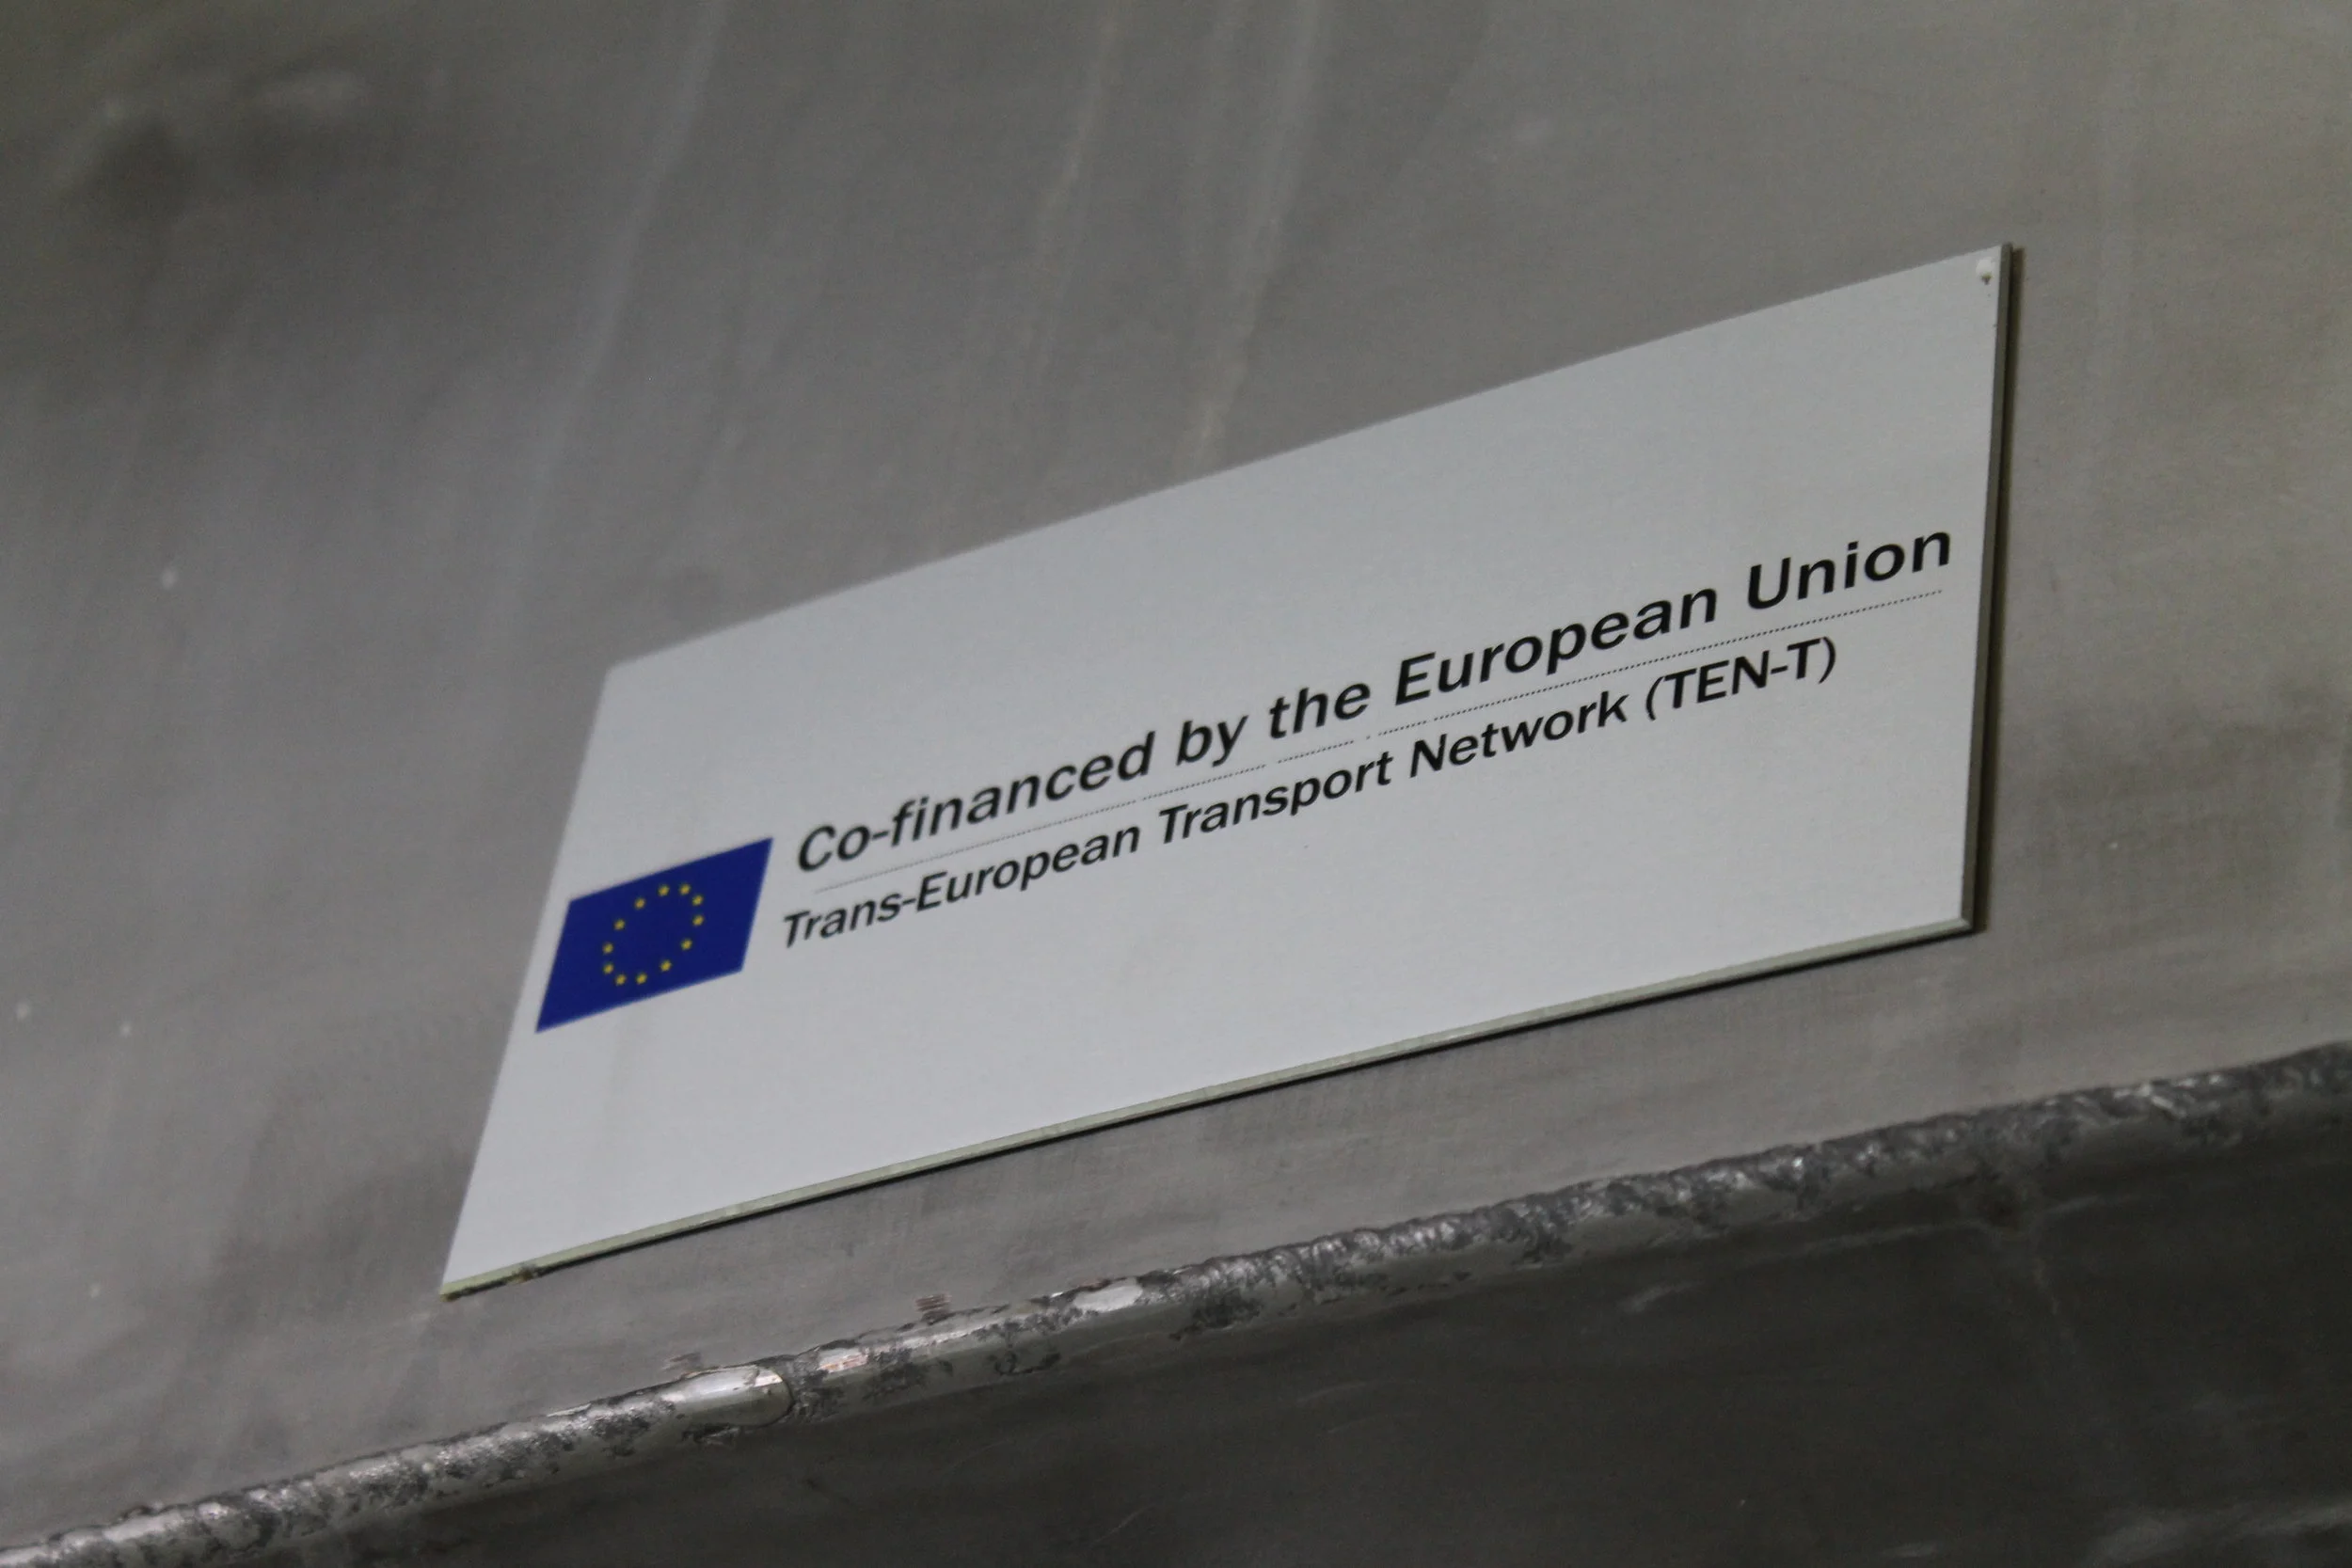 Co-financed by the European Union
Trans-European Transport Network (TEN-T)